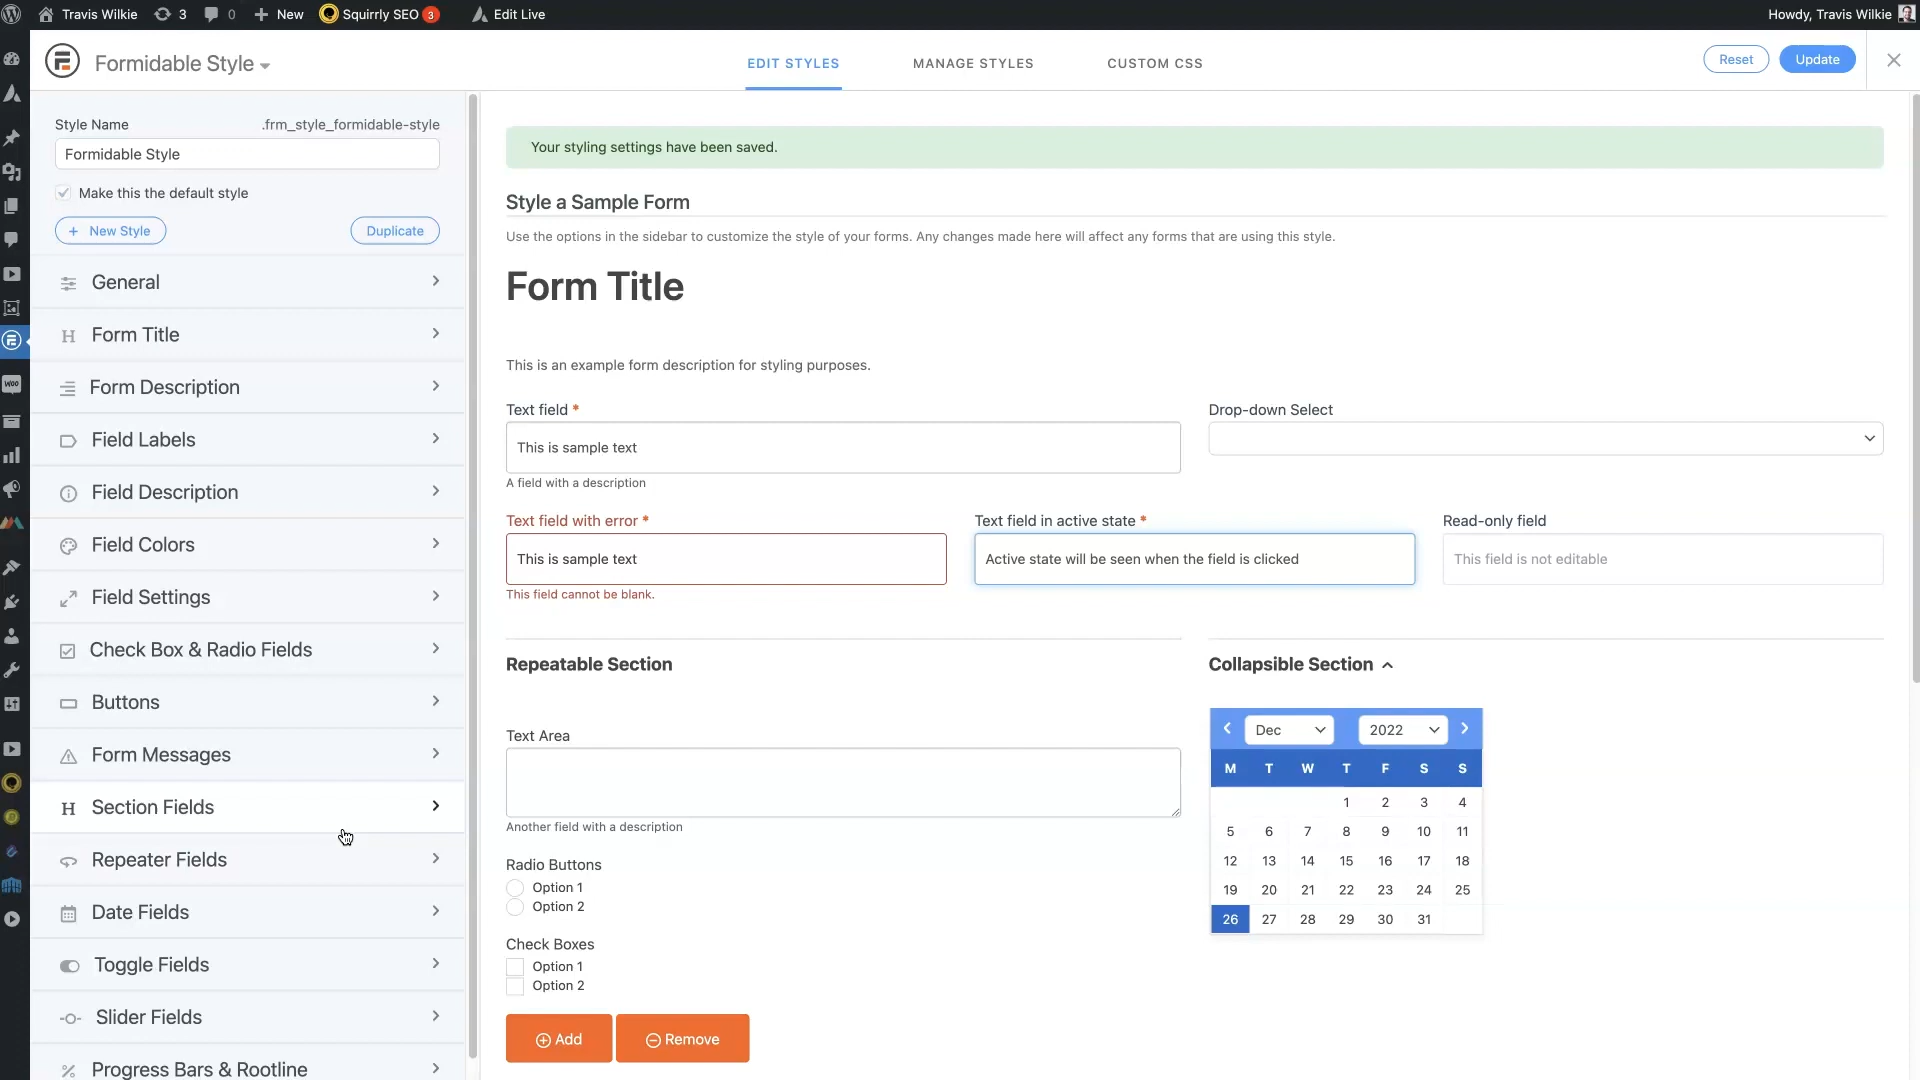 Travis Wilkie 3 0 New Squirrly SEO 3 Edit Live Howdy, Travis Wilkie
Formidable Style EDIT STYLES MANAGE STYLES CUSTOM CSS Reset Update
Style Name .frm_style_formidable-style
Formidable Style
Make this the default style
+ New Style Duplicate
General
Form Title
Form Description
Field Labels
Field Description
Field Colors
Field Settings
Check Box & Radio Fields
Buttons
Form Messages
Section Fields
Repeater Fields
Date Fields
Toggle Fields
Slider Fields
Progress Bars & Rootline
Your styling settings have been saved.
Style a Sample Form
Use the options in the sidebar to customize the style of your forms. Any changes made here will affect any forms that are using this style.
Form Title
This is an example form description for styling purposes.
Text field * Drop-down Select
This is sample text
A field with a description
Text field with error * Text field in active state * Read-only field
This is sample text Active state will be seen when the field is clicked This field is not editable
This field cannot be blank.
Repeatable Section
Text Area
Another field with a description
Radio Buttons
Option 1
Option 2
Check Boxes
Option 1
Option 2
Add Remove
Collapsible Section
Dec 2022
M T W T F S S
1 2 3 4
5 6 7 8 9 10 11
12 13 14 15 16 17 18
19 20 21 22 23 24 25
26 27 28 29 30 31
H
H
WOO